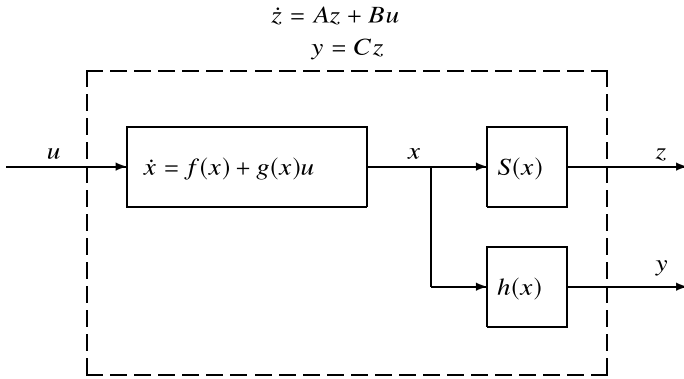 ż = Az + Bu
y = Cz
u
ẋ = f(x) + g(x)u
x
S(x)
z
h(x)
y